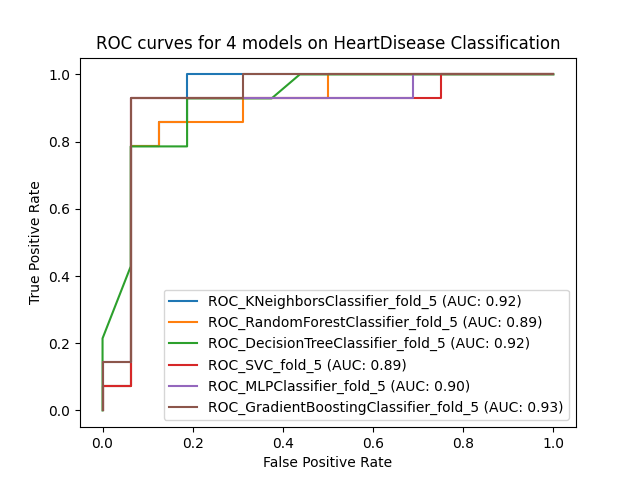 ROC curves for 4 models on HeartDisease Classification
True Positive Rate
1.0
0.8
0.6
0.4
0.2
0.0
ROC_KNeighborsClassifier_fold_5 (AUC: 0.92)
ROC_RandomForestClassifier_fold_5 (AUC: 0.89)
ROC_DecisionTreeClassifier_fold_5 (AUC: 0.92)
ROC_SVC_fold_5 (AUC: 0.89)
ROC_MLPClassifier_fold_5 (AUC: 0.90)
ROC_GradientBoostingClassifier_fold_5 (AUC: 0.93)
0.0 0.2 0.4 0.6 0.8 1.0
False Positive Rate